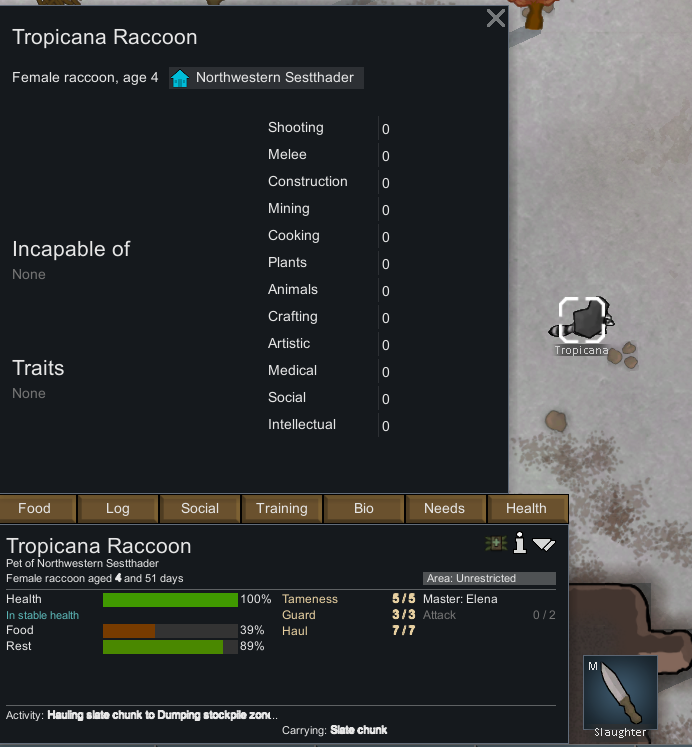 Tropicana Raccoon
Female raccoon, age 4 Northwestern Sestthader
Shooting 0
Melee 0
Construction 0
Mining 0
Cooking 0
Plants 0
Animals 0
Crafting 0
Artistic 0
Medical 0
Social 0
Intellectual 0
Incapable of
None
Traits
None
Tropicana
Food Log Social Training Bio Needs Health
Tropicana Raccoon
Pet of Northwestern Sestthader
Female raccoon aged 4 and 51 days
Area: Unrestricted
Health 100%
In stable health
Food 39%
Rest 89%
Tameness 5 / 5
Guard 3 / 3
Haul 7 / 7
Master: Elena
Attack 0 / 2
Activity: Hauling slate chunk to Dumping stockpile zone...
Carrying: Slate chunk
M
Slaughter